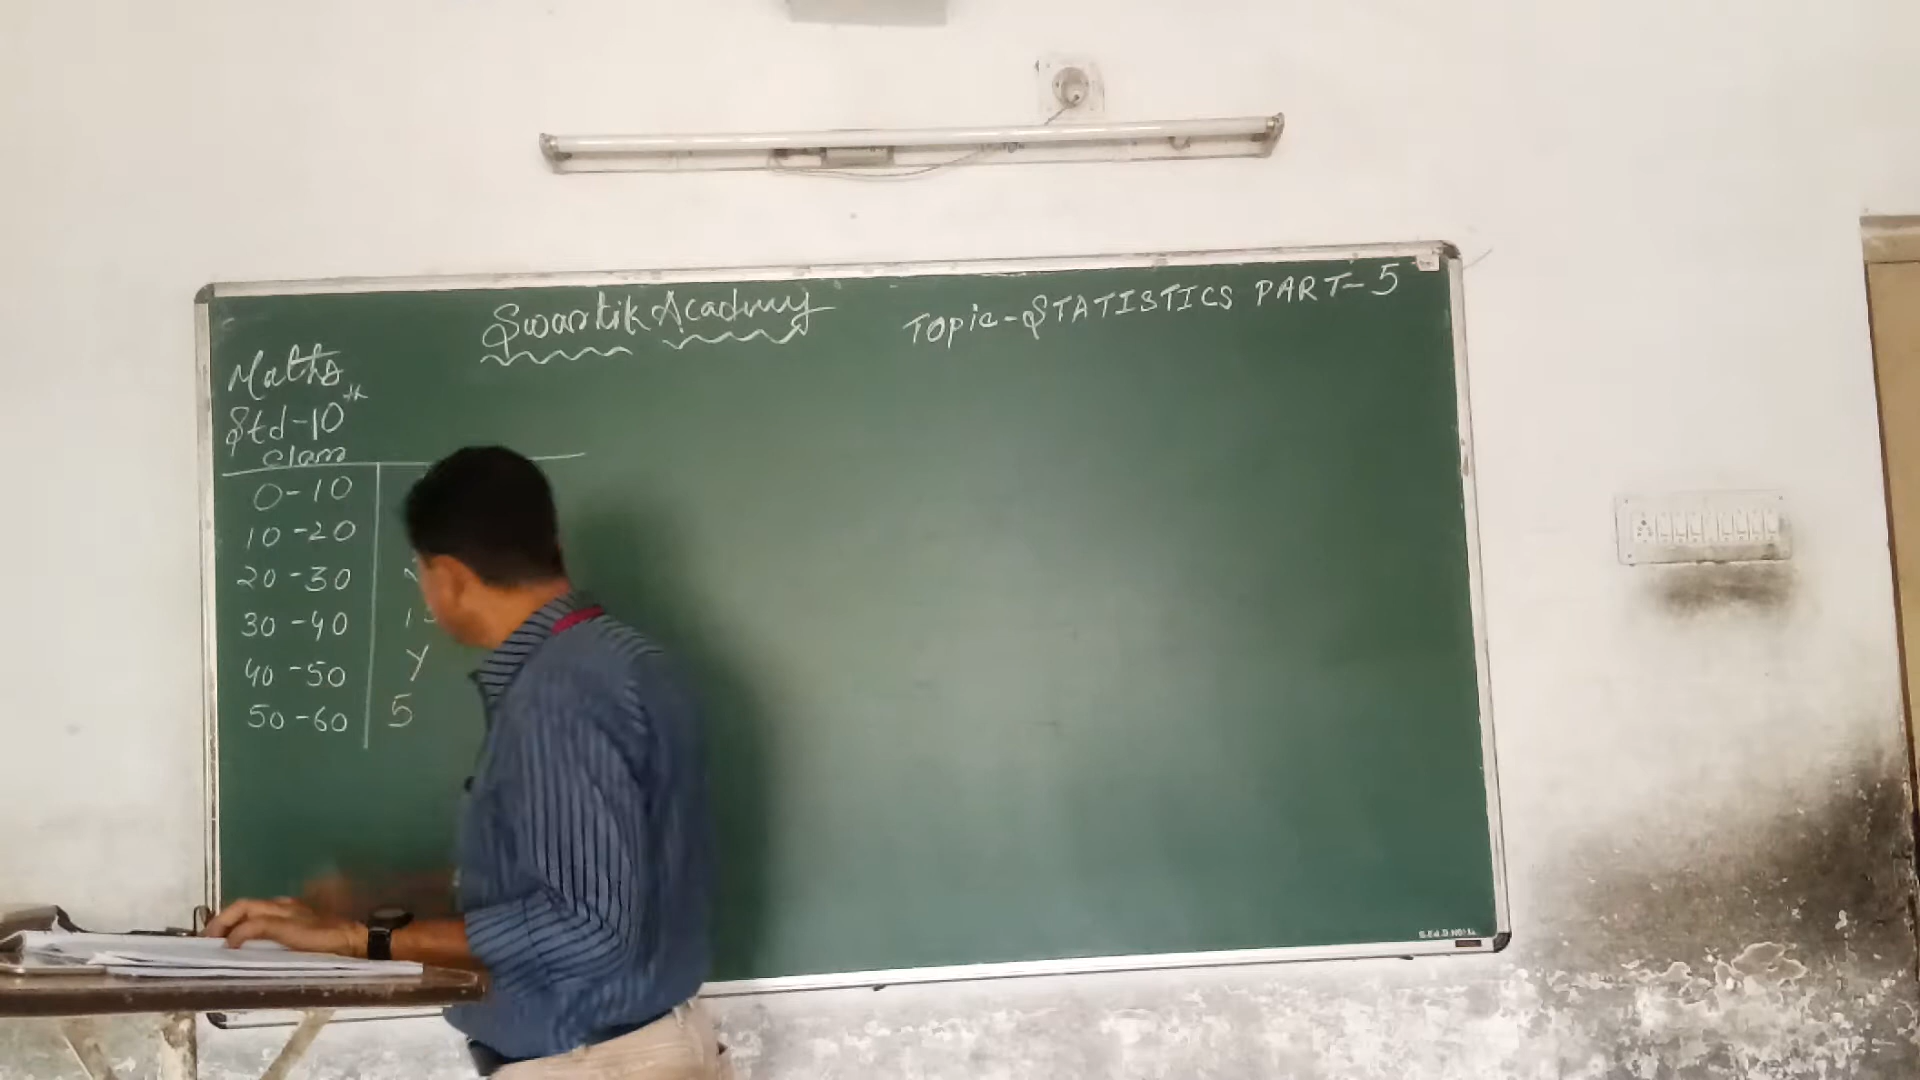 Swastik Academy
Topic-STATISTICS PART-5
Maths
Std-10th
class
0-10
10-20
20-30
30-40
40-50 y
50-60 5